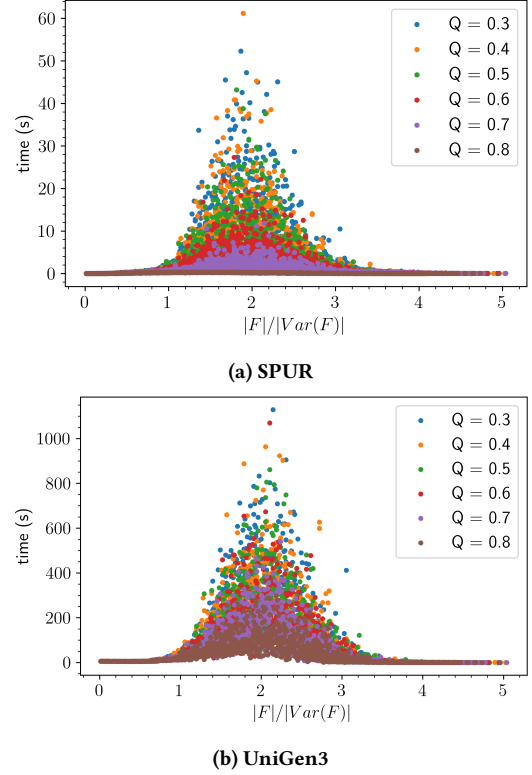 60
50
40
30
20
10
0
time (s)
Q = 0.3
Q = 0.4
Q = 0.5
Q = 0.6
Q = 0.7
Q = 0.8
0 1 2 3 4 5
|F|/|Var(F)|
(a) SPUR
1000
800
600
400
200
0
time (s)
Q = 0.3
Q = 0.4
Q = 0.5
Q = 0.6
Q = 0.7
Q = 0.8
0 1 2 3 4 5
|F|/|Var(F)|
(b) UniGen3